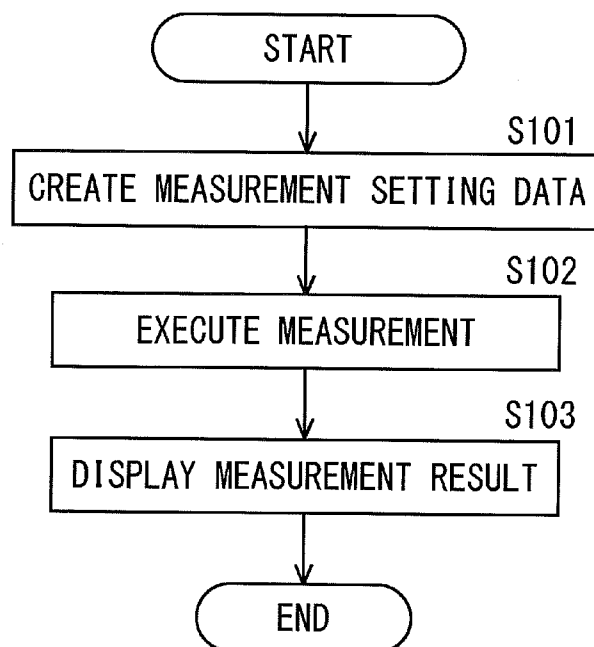 START
S101
CREATE MEASUREMENT SETTING DATA
S102
EXECUTE MEASUREMENT
S103
DISPLAY MEASUREMENT RESULT
END